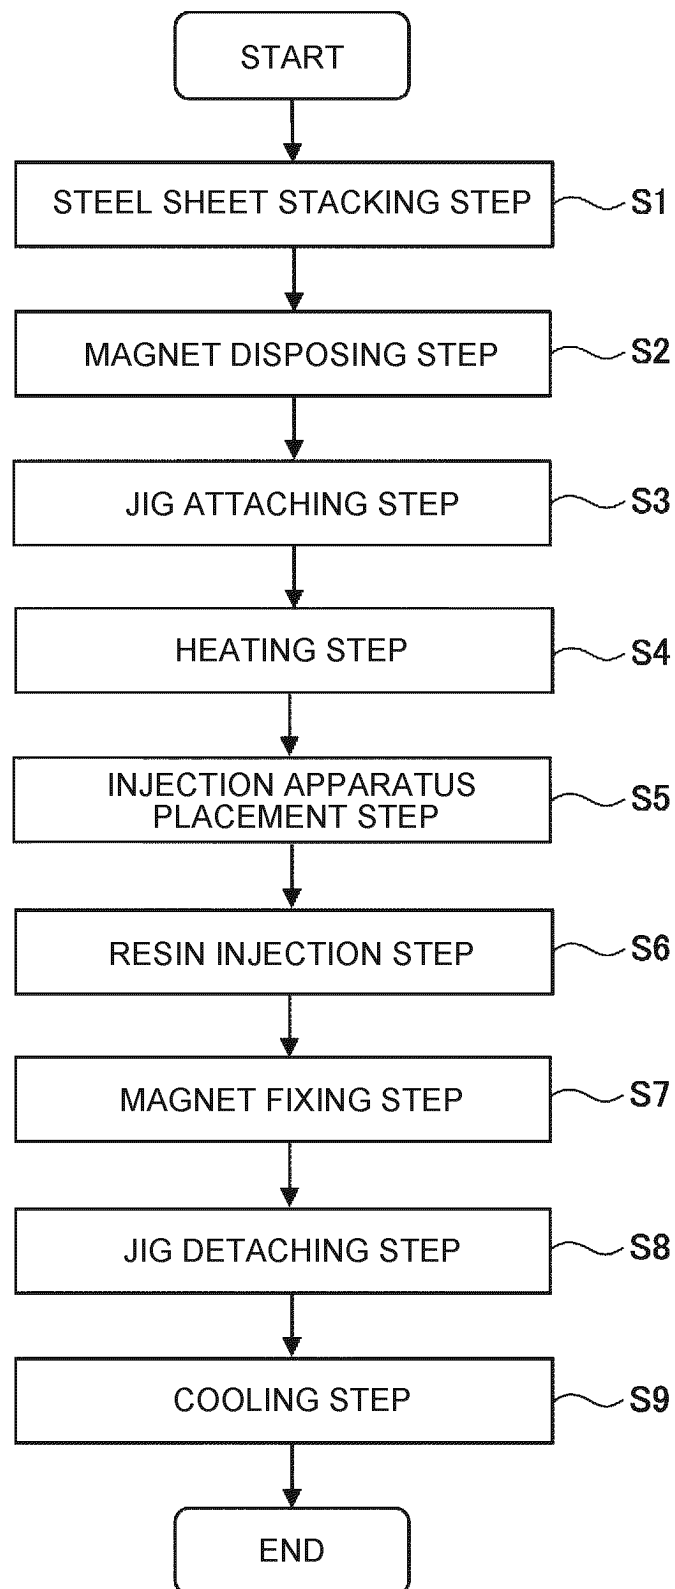 START
STEEL SHEET STACKING STEP S1
MAGNET DISPOSING STEP S2
JIG ATTACHING STEP S3
HEATING STEP S4
INJECTION APPARATUS
PLACEMENT STEP S5
RESIN INJECTION STEP S6
MAGNET FIXING STEP S7
JIG DETACHING STEP S8
COOLING STEP S9
END